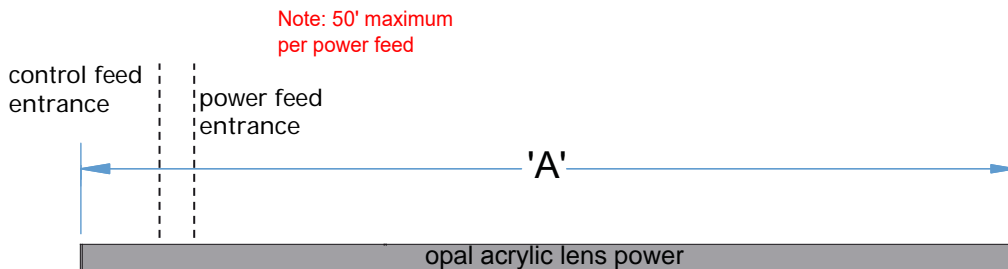 Note: 50' maximum
per power feed
control feed
entrance
power feed
entrance
'A'
opal acrylic lens power